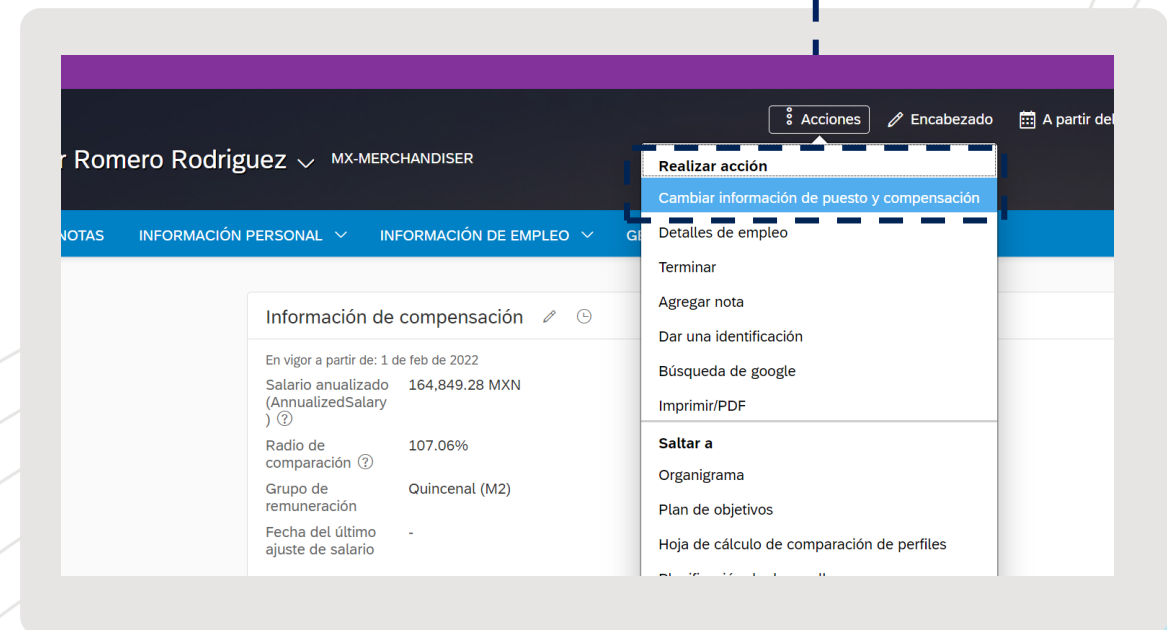 Acciones
Encabezado
A partir del
r Romero Rodriguez
MX-MERCHANDISER
Realizar acción
Cambiar información de puesto y compensación
NOTAS
INFORMACIÓN PERSONAL
INFORMACIÓN DE EMPLEO
Detalles de empleo
Terminar
Agregar nota
Dar una identificación
Búsqueda de google
Imprimir/PDF
Saltar a
Organigrama
Plan de objetivos
Hoja de cálculo de comparación de perfiles
Información de compensación
En vigor a partir de: 1 de feb de 2022
Salario anualizado
(AnnualizedSalary
)
164,849.28 MXN
Radio de
comparación
107.06%
Grupo de
remuneración
Quincenal (M2)
Fecha del último
ajuste de salario
-